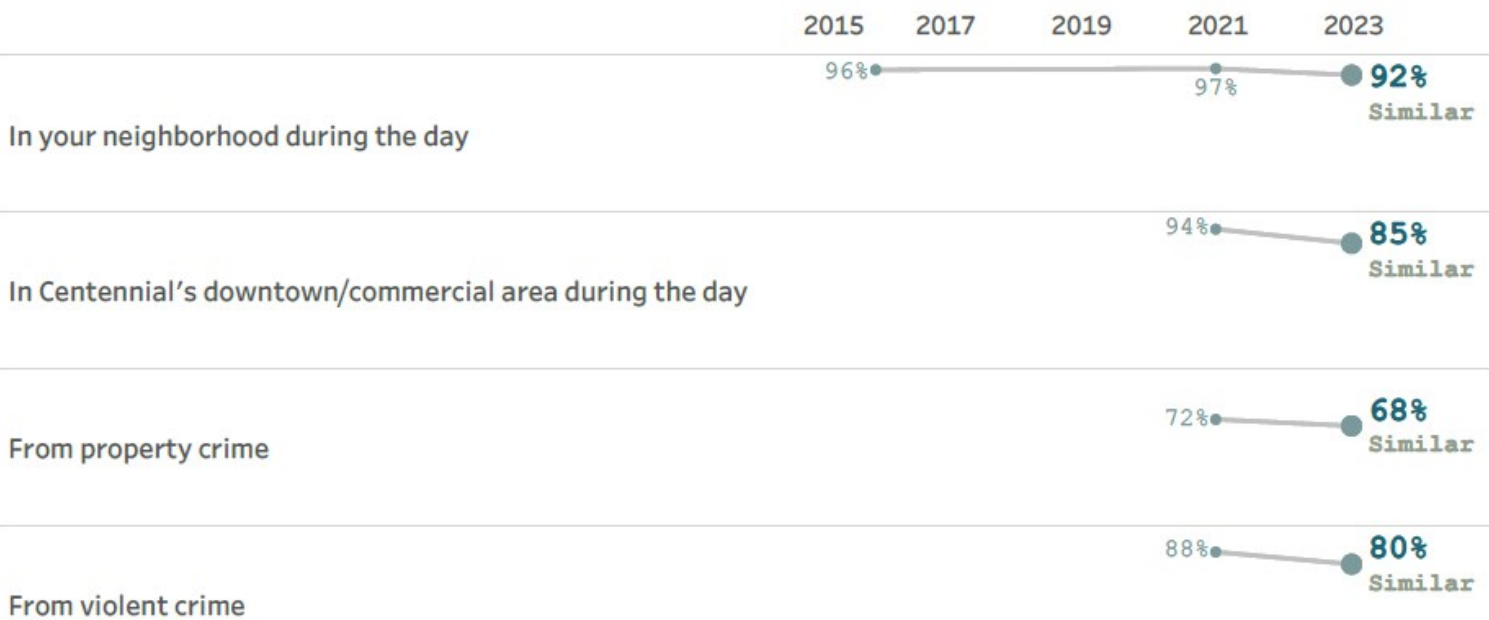 2015 2017 2019 2021 2023
96% 97% 92%
Similar
In your neighborhood during the day
94% 85%
Similar
In Centennial's downtown/commercial area during the day
72% 68%
Similar
From property crime
88% 80%
Similar
From violent crime